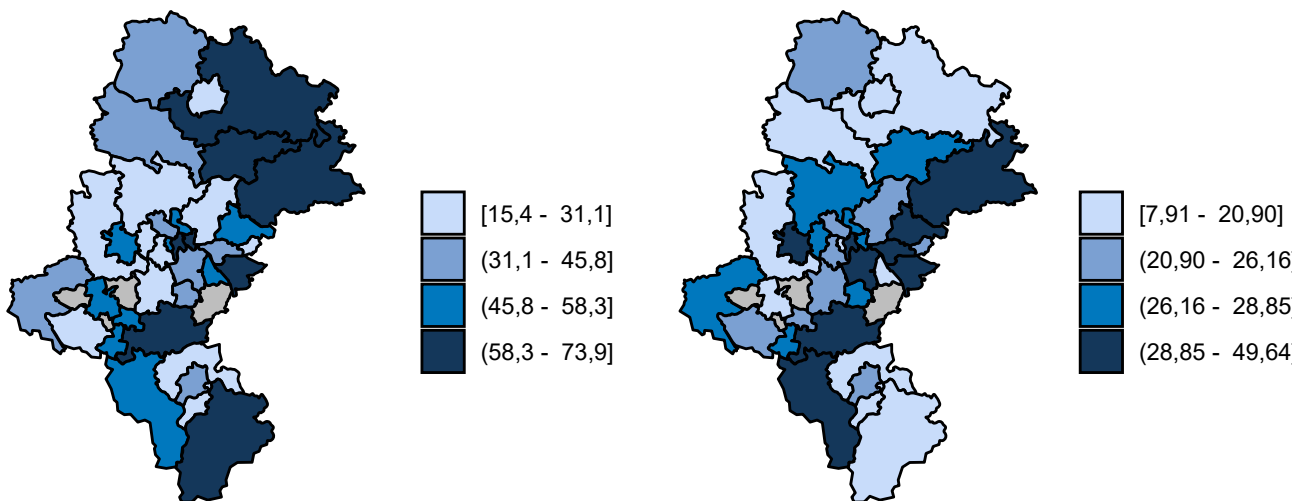 [15,4 - 31,1]
(31,1 - 45,8]
(45,8 - 58,3]
(58,3 - 73,9]
[7,91 - 20,90]
(20,90 - 26,16]
(26,16 - 28,85]
(28,85 - 49,64]